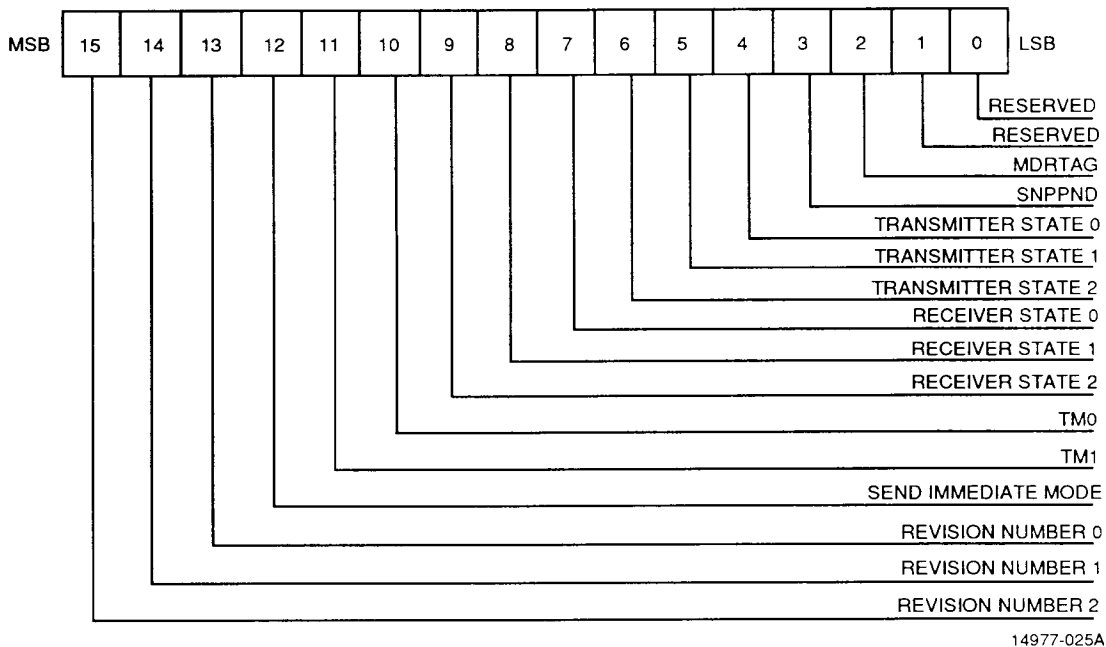 MSB 15 14 13 12 11 10 9 8 7 6 5 4 3 2 1 0 LSB
RESERVED
RESERVED
MDRTAG
SNPPND
TRANSMITTER STATE 0
TRANSMITTER STATE 1
TRANSMITTER STATE 2
RECEIVER STATE 0
RECEIVER STATE 1
RECEIVER STATE 2
TM0
TM1
SEND IMMEDIATE MODE
REVISION NUMBER 0
REVISION NUMBER 1
REVISION NUMBER 2
14977-025A